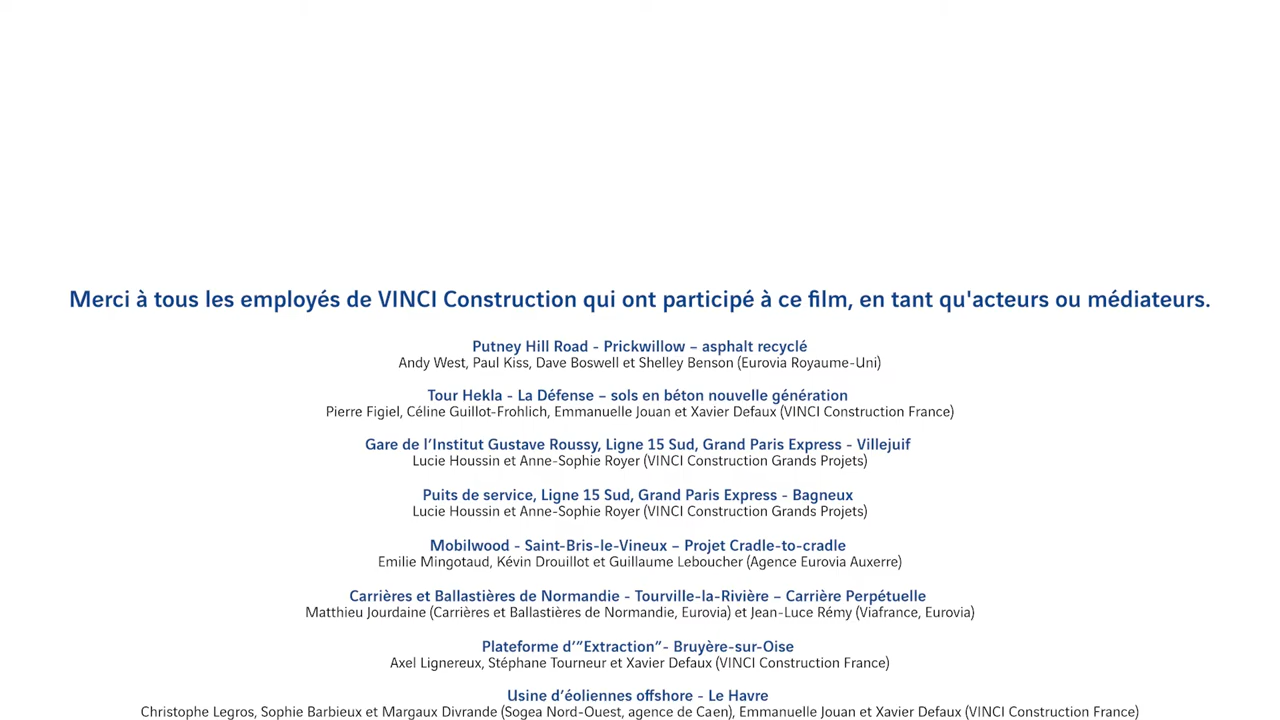 Merci à tous les employés de VINCI Construction qui ont participé à ce film, en tant qu'acteurs ou médiateurs.
Putney Hill Road - Prickwillow – asphalt recyclé
Andy West, Paul Kiss, Dave Boswell et Shelley Benson (Eurovia Royaume-Uni)
Tour Hekla - La Défense – sols en béton nouvelle génération
Pierre Figiel, Céline Guillot-Frohlich, Emmanuelle Jouan et Xavier Defaux (VINCI Construction France)
Gare de l’Institut Gustave Roussy, Ligne 15 Sud, Grand Paris Express - Villejuif
Lucie Houssin et Anne-Sophie Royer (VINCI Construction Grands Projets)
Puits de service, Ligne 15 Sud, Grand Paris Express - Bagneux
Lucie Houssin et Anne-Sophie Royer (VINCI Construction Grands Projets)
Mobilwood - Saint-Bris-le-Vineux – Projet Cradle-to-cradle
Emilie Mingotaud, Kévin Drouillot et Guillaume Leboucher (Agence Eurovia Auxerre)
Carrières et Ballastières de Normandie - Tourville-la-Rivière – Carrière Perpétuelle
Matthieu Jourdaine (Carrières et Ballastières de Normandie, Eurovia) et Jean-Luce Rémy (Viafrance, Eurovia)
Plateforme d’“Extraction”- Bruyère-sur-Oise
Axel Lignereux, Stéphane Tourneur et Xavier Defaux (VINCI Construction France)
Usine d’éoliennes offshore - Le Havre
Christophe Legros, Sophie Barbieux et Margaux Divrande (Sogea Nord-Ouest, agence de Caen), Emmanuelle Jouan et Xavier Defaux (VINCI Construction France)